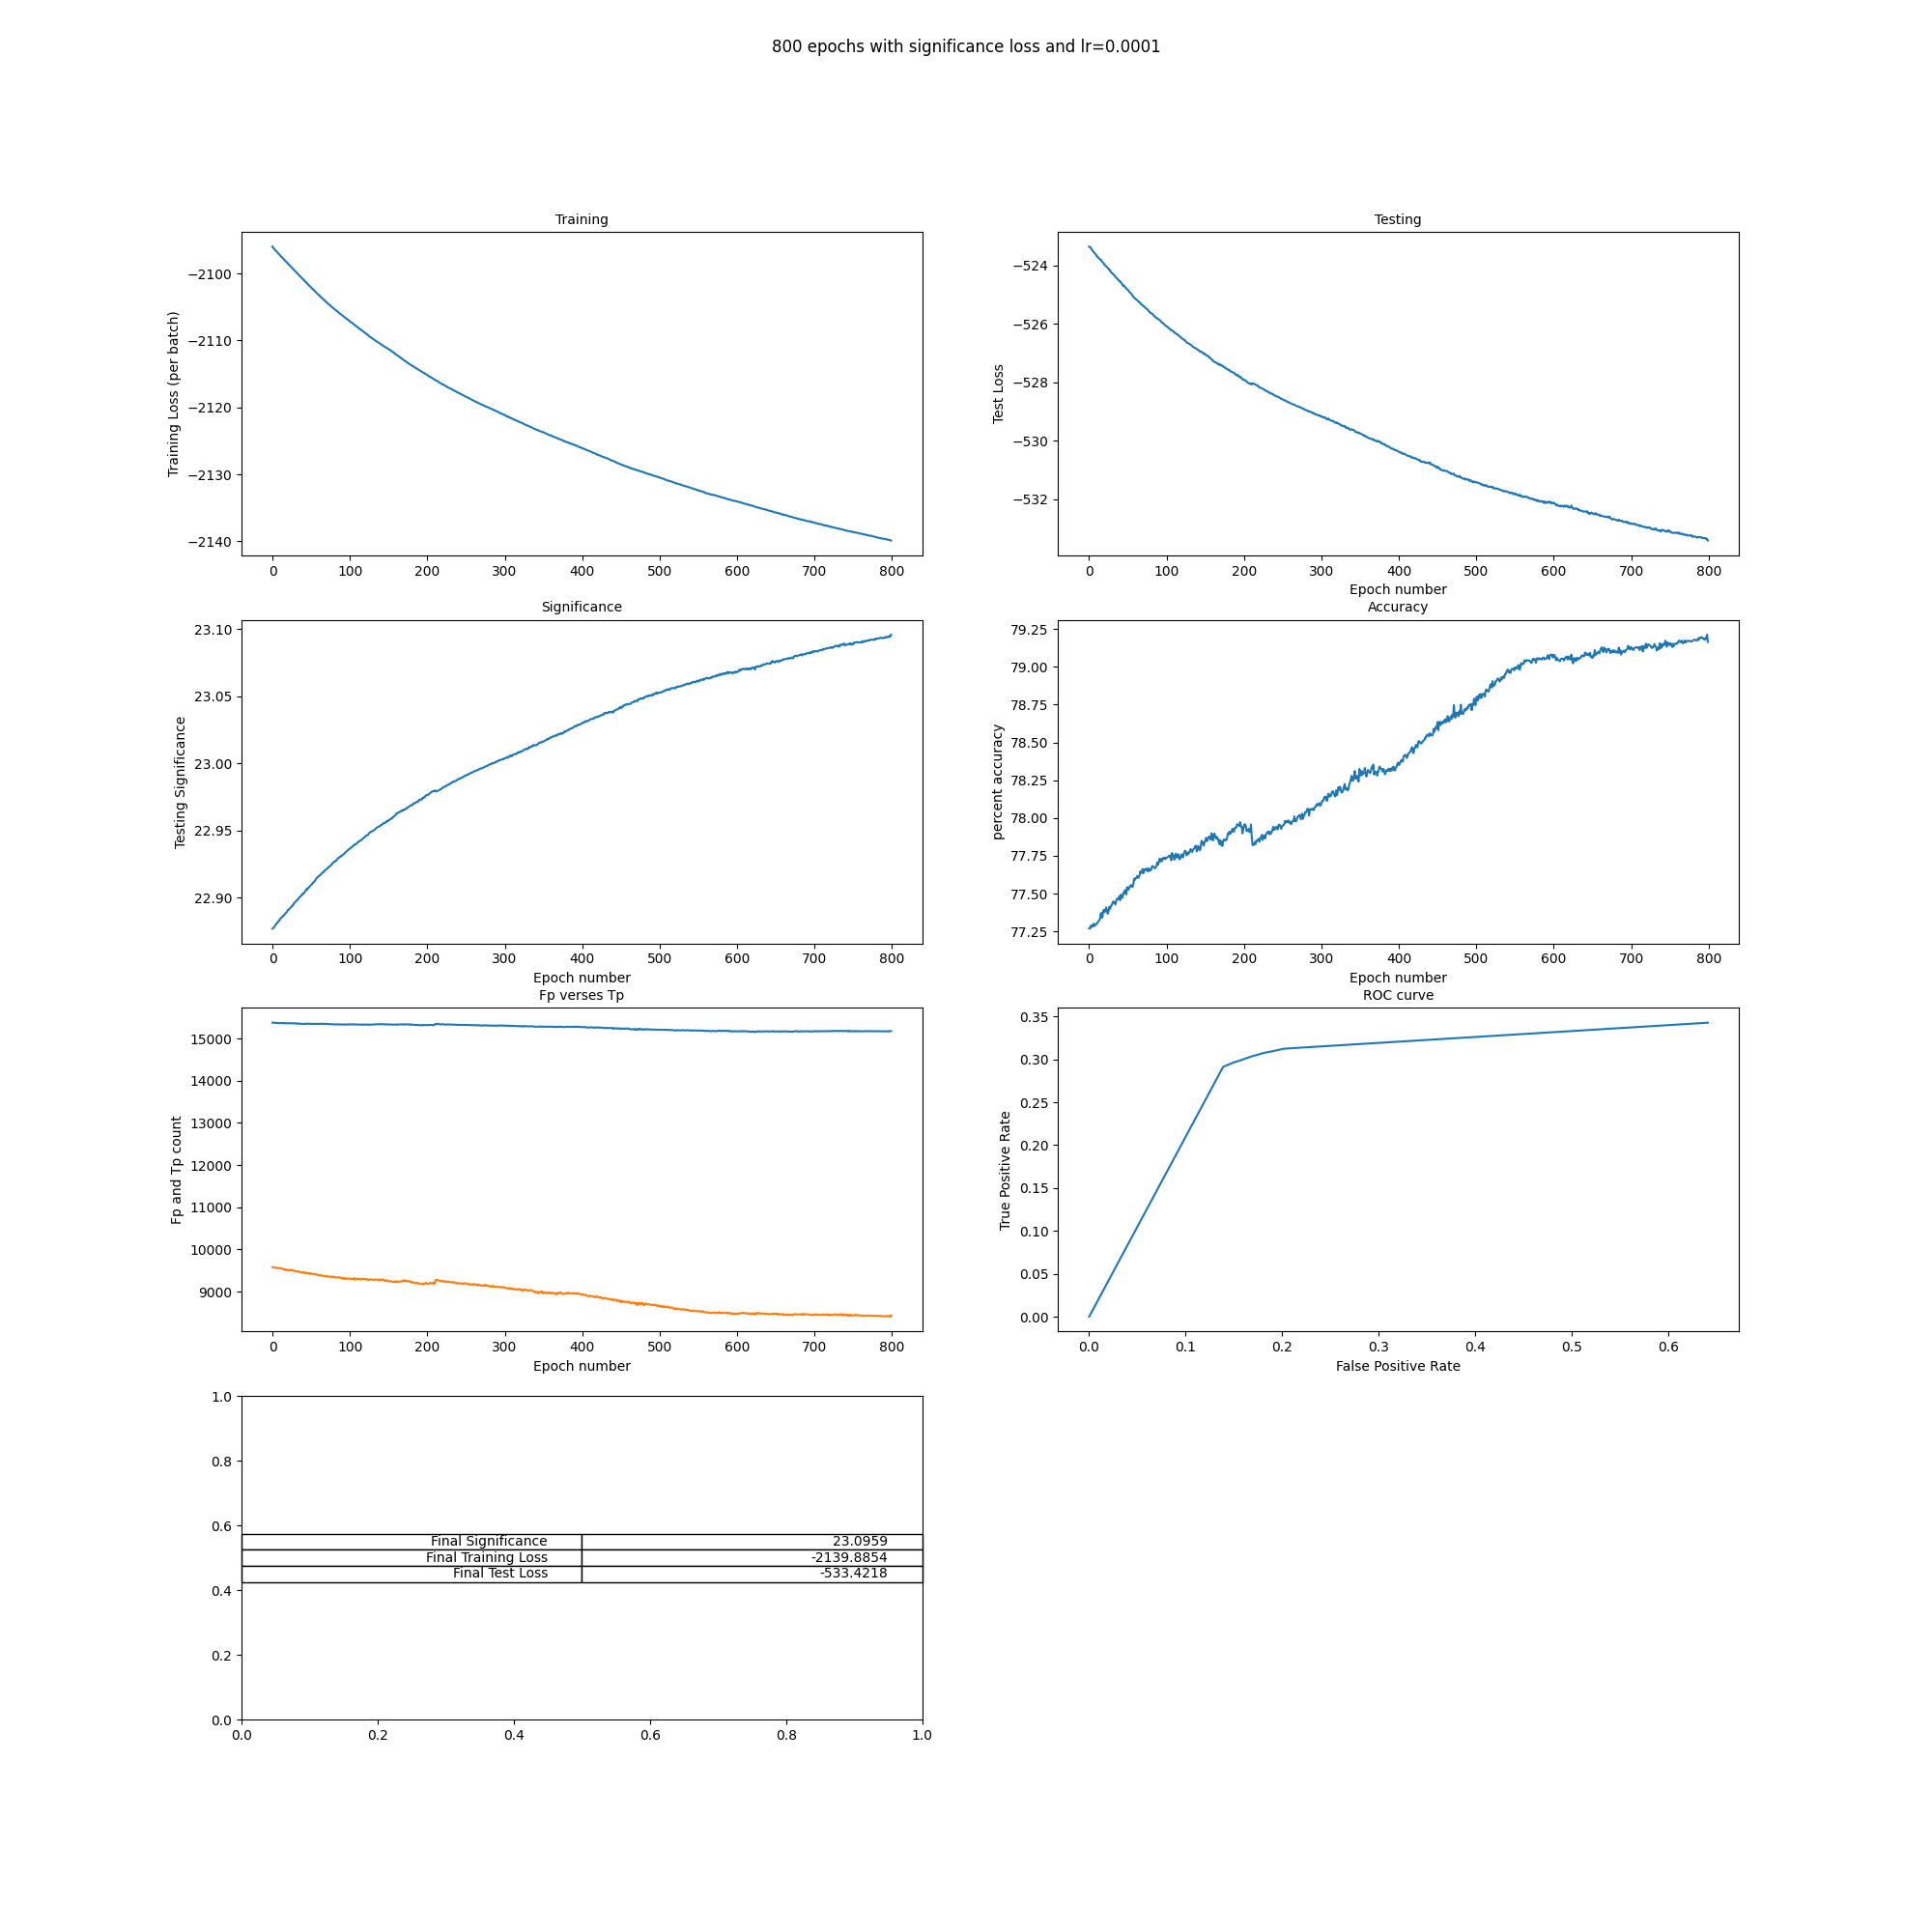 800 epochs with significance loss and lr=0.0001
Training
Training Loss (per batch)
−2100
−2110
−2120
−2130
−2140
0 100 200 300 400 500 600 700 800
Testing
Test Loss
−524
−526
−528
−530
−532
0 100 200 300 400 500 600 700 800
Epoch number
Significance
Testing Significance
23.10
23.05
23.00
22.95
22.90
0 100 200 300 400 500 600 700 800
Epoch number
Accuracy
percent accuracy
79.25
79.00
78.75
78.50
78.25
78.00
77.75
77.50
77.25
0 100 200 300 400 500 600 700 800
Epoch number
Fp verses Tp
Fp and Tp count
15000
14000
13000
12000
11000
10000
9000
0 100 200 300 400 500 600 700 800
Epoch number
ROC curve
True Positive Rate
0.35
0.30
0.25
0.20
0.15
0.10
0.05
0.00
0.0 0.1 0.2 0.3 0.4 0.5 0.6
False Positive Rate
1.0
0.8
0.6
Final Significance 23.0959
Final Training Loss -2139.8854
Final Test Loss -533.4218
0.4
0.2
0.0
0.0 0.2 0.4 0.6 0.8 1.0